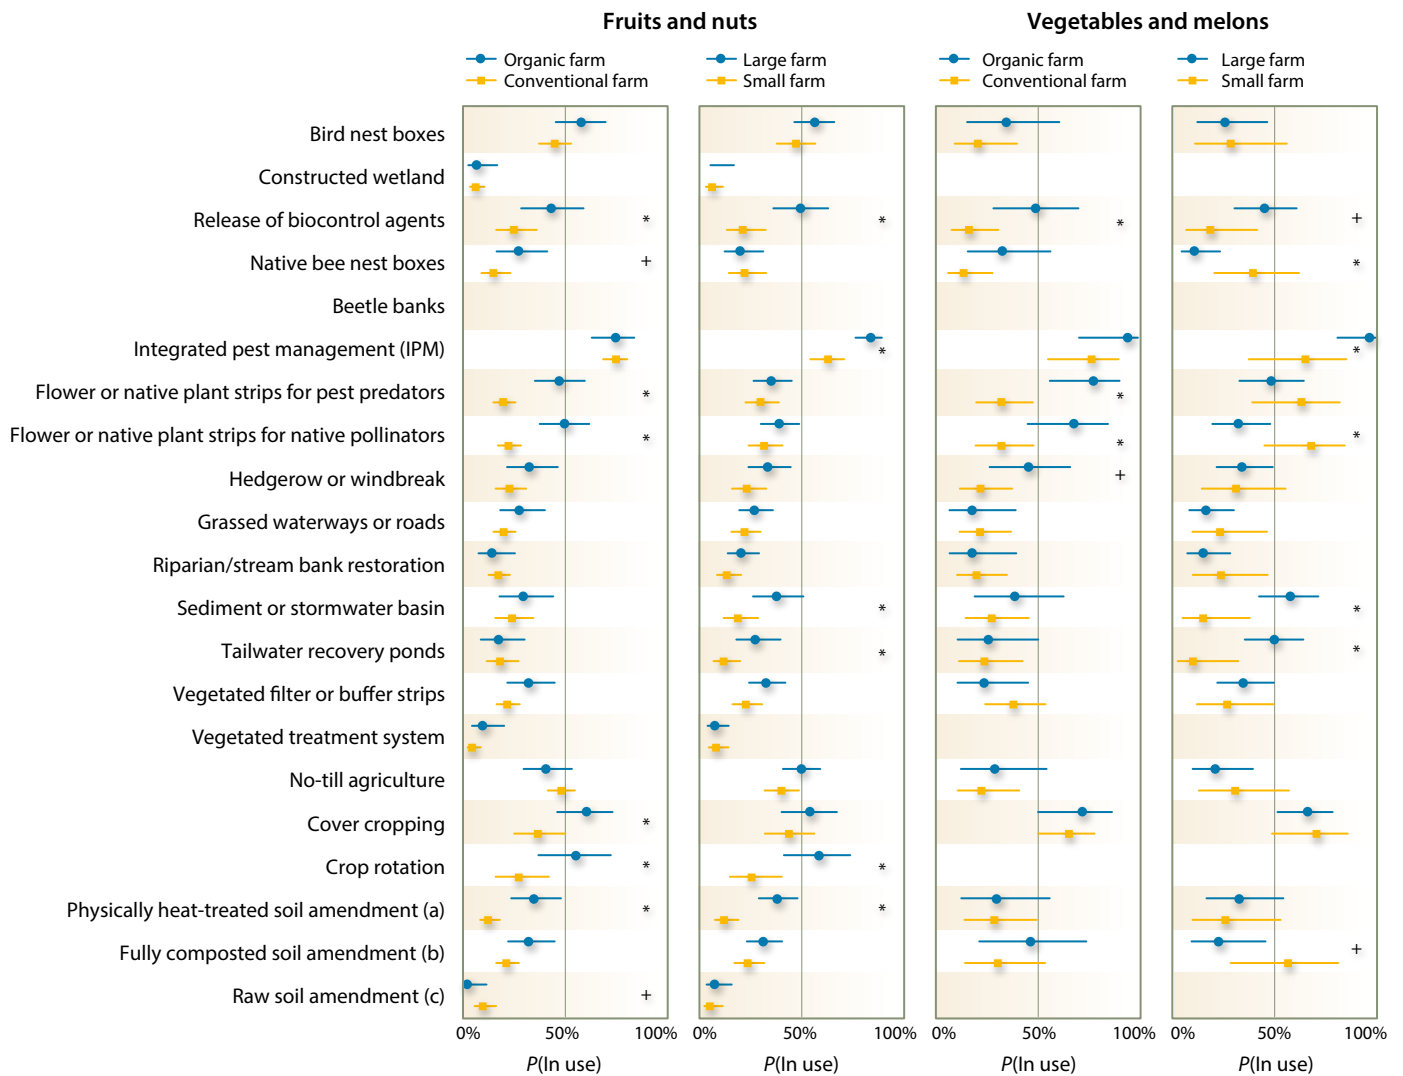 Fruits and nuts
Vegetables and melons
Organic farm
Conventional farm
Large farm
Small farm
Organic farm
Conventional farm
Large farm
Small farm
Bird nest boxes
Constructed wetland
Release of biocontrol agents * * * +
Native bee nest boxes + *
Beetle banks
Integrated pest management (IPM) * *
Flower or native plant strips for pest predators * *
Flower or native plant strips for native pollinators * * *
Hedgerow or windbreak +
Grassed waterways or roads
Riparian/stream bank restoration
Sediment or stormwater basin * *
Tailwater recovery ponds * *
Vegetated filter or buffer strips
Vegetated treatment system
No-till agriculture
Cover cropping *
Crop rotation * *
Physically heat-treated soil amendment (a) * *
Fully composted soil amendment (b) +
Raw soil amendment (c) +
0% 50% 100% 0% 50% 100% 0% 50% 100% 0% 50% 100%
P(In use) P(In use) P(In use) P(In use)